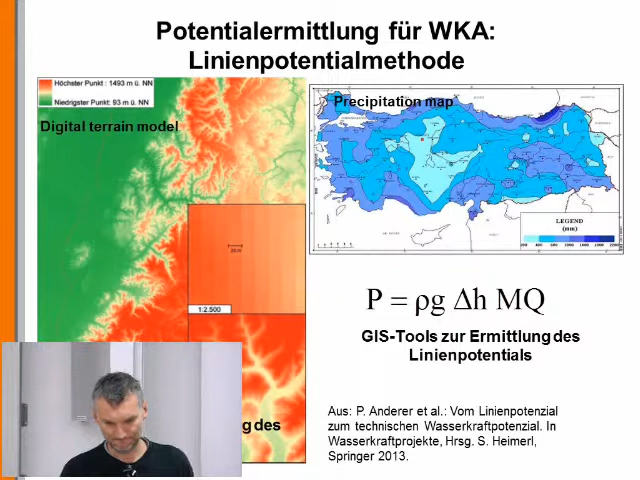 Potentialermittlung für WKA:
Linienpotentialmethode
Höchster Punkt : 1493 m ü. NN
Niedrigster Punkt: 93 m ü. NN
Digital terrain model
Precipitation map
LEGEND
(mm)
1:2.500
P = ρg Δh MQ
GIS-Tools zur Ermittlung des
Linienpotentials
g des
Aus: P. Anderer et al.: Vom Linienpotenzial
zum technischen Wasserkraftpotenzial. In
Wasserkraftprojekte, Hrsg. S. Heimerl,
Springer 2013.